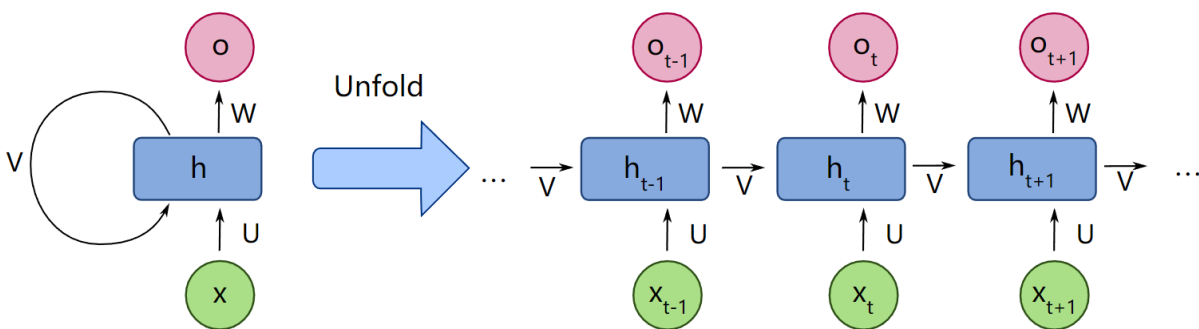 o
W
V
h
U
x
Unfold
...
V
o_{t-1}
W
h_{t-1}
U
x_{t-1}
V
o_t
W
h_t
U
x_t
V
o_{t+1}
W
h_{t+1}
U
x_{t+1}
V
...